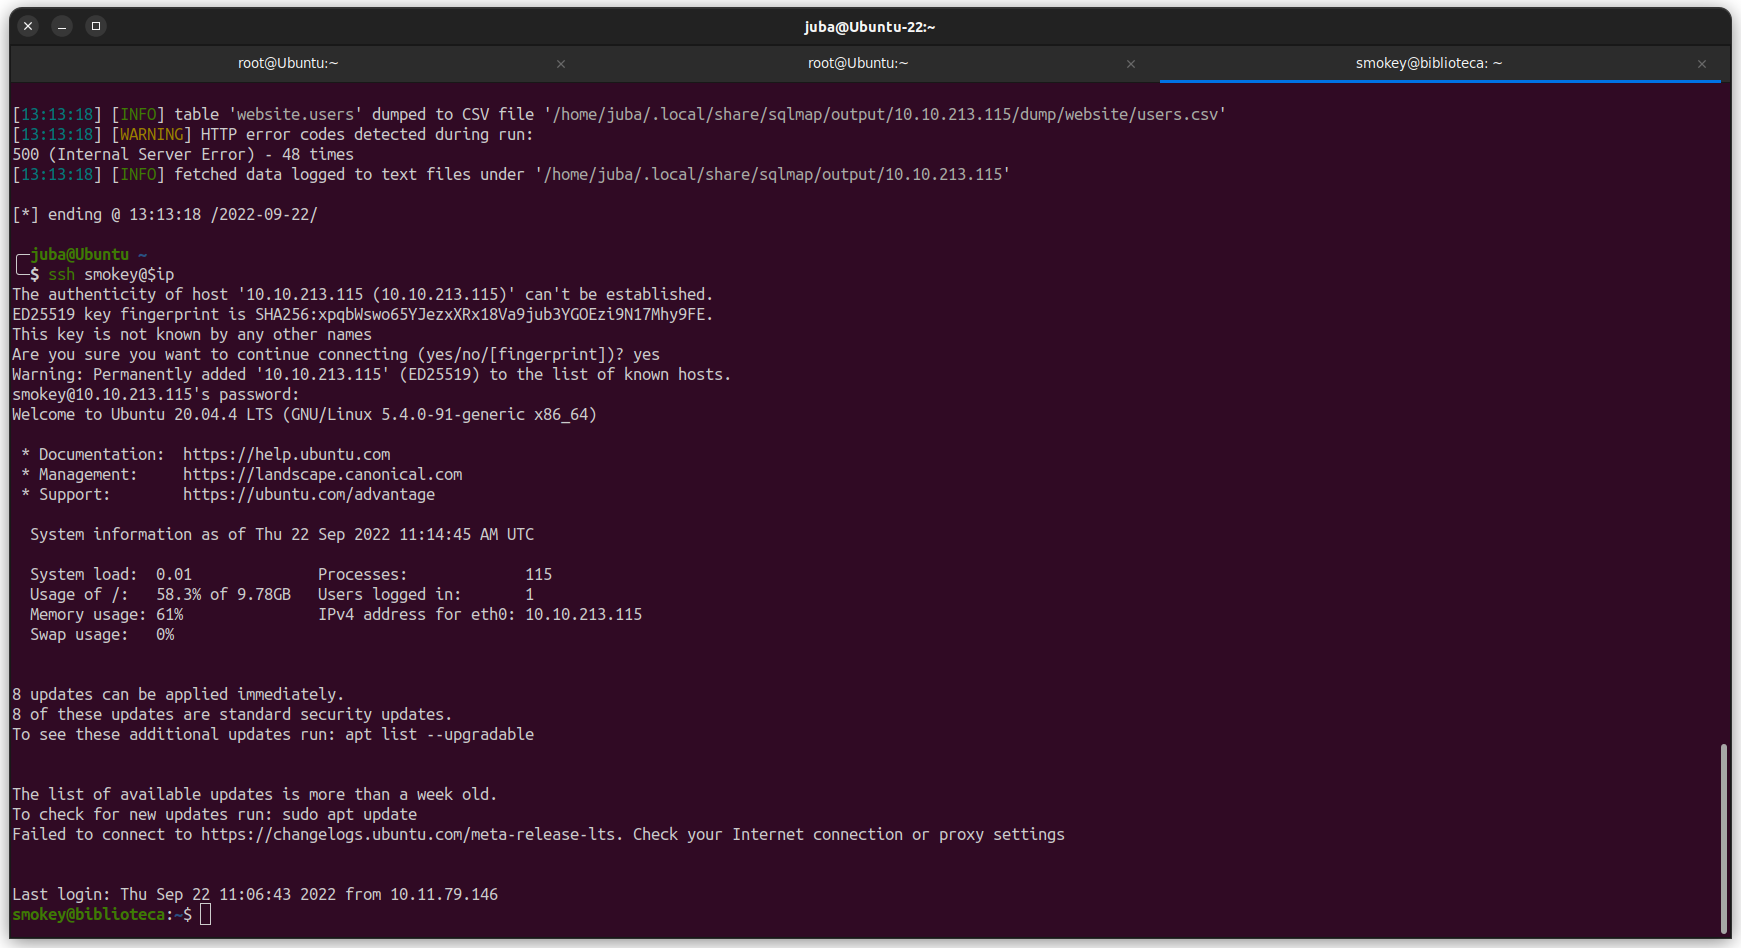 juba@Ubuntu-22:~
root@Ubuntu:~
root@Ubuntu:~
smokey@biblioteca: ~
[13:13:18] [INFO] table 'website.users' dumped to CSV file '/home/juba/.local/share/sqlmap/output/10.10.213.115/dump/website/users.csv'
[13:13:18] [WARNING] HTTP error codes detected during run:
500 (Internal Server Error) - 48 times
[13:13:18] [INFO] fetched data logged to text files under '/home/juba/.local/share/sqlmap/output/10.10.213.115'
[*] ending @ 13:13:18 /2022-09-22/
juba@Ubuntu ~
$ ssh smokey@$ip
The authenticity of host '10.10.213.115 (10.10.213.115)' can't be established.
ED25519 key fingerprint is SHA256:xpqbWswo65YJezxXRx18Va9jub3YGOEzi9N17Mhy9FE.
This key is not known by any other names
Are you sure you want to continue connecting (yes/no/[fingerprint])? yes
Warning: Permanently added '10.10.213.115' (ED25519) to the list of known hosts.
smokey@10.10.213.115's password:
Welcome to Ubuntu 20.04.4 LTS (GNU/Linux 5.4.0-91-generic x86_64)
* Documentation:  https://help.ubuntu.com
* Management:     https://landscape.canonical.com
* Support:        https://ubuntu.com/advantage
System information as of Thu 22 Sep 2022 11:14:45 AM UTC
System load:  0.01              Processes:             115
Usage of /:   58.3% of 9.78GB   Users logged in:       1
Memory usage: 61%               IPv4 address for eth0: 10.10.213.115
Swap usage:   0%
8 updates can be applied immediately.
8 of these updates are standard security updates.
To see these additional updates run: apt list --upgradable
The list of available updates is more than a week old.
To check for new updates run: sudo apt update
Failed to connect to https://changelogs.ubuntu.com/meta-release-lts. Check your Internet connection or proxy settings
Last login: Thu Sep 22 11:06:43 2022 from 10.11.79.146
smokey@biblioteca:~$